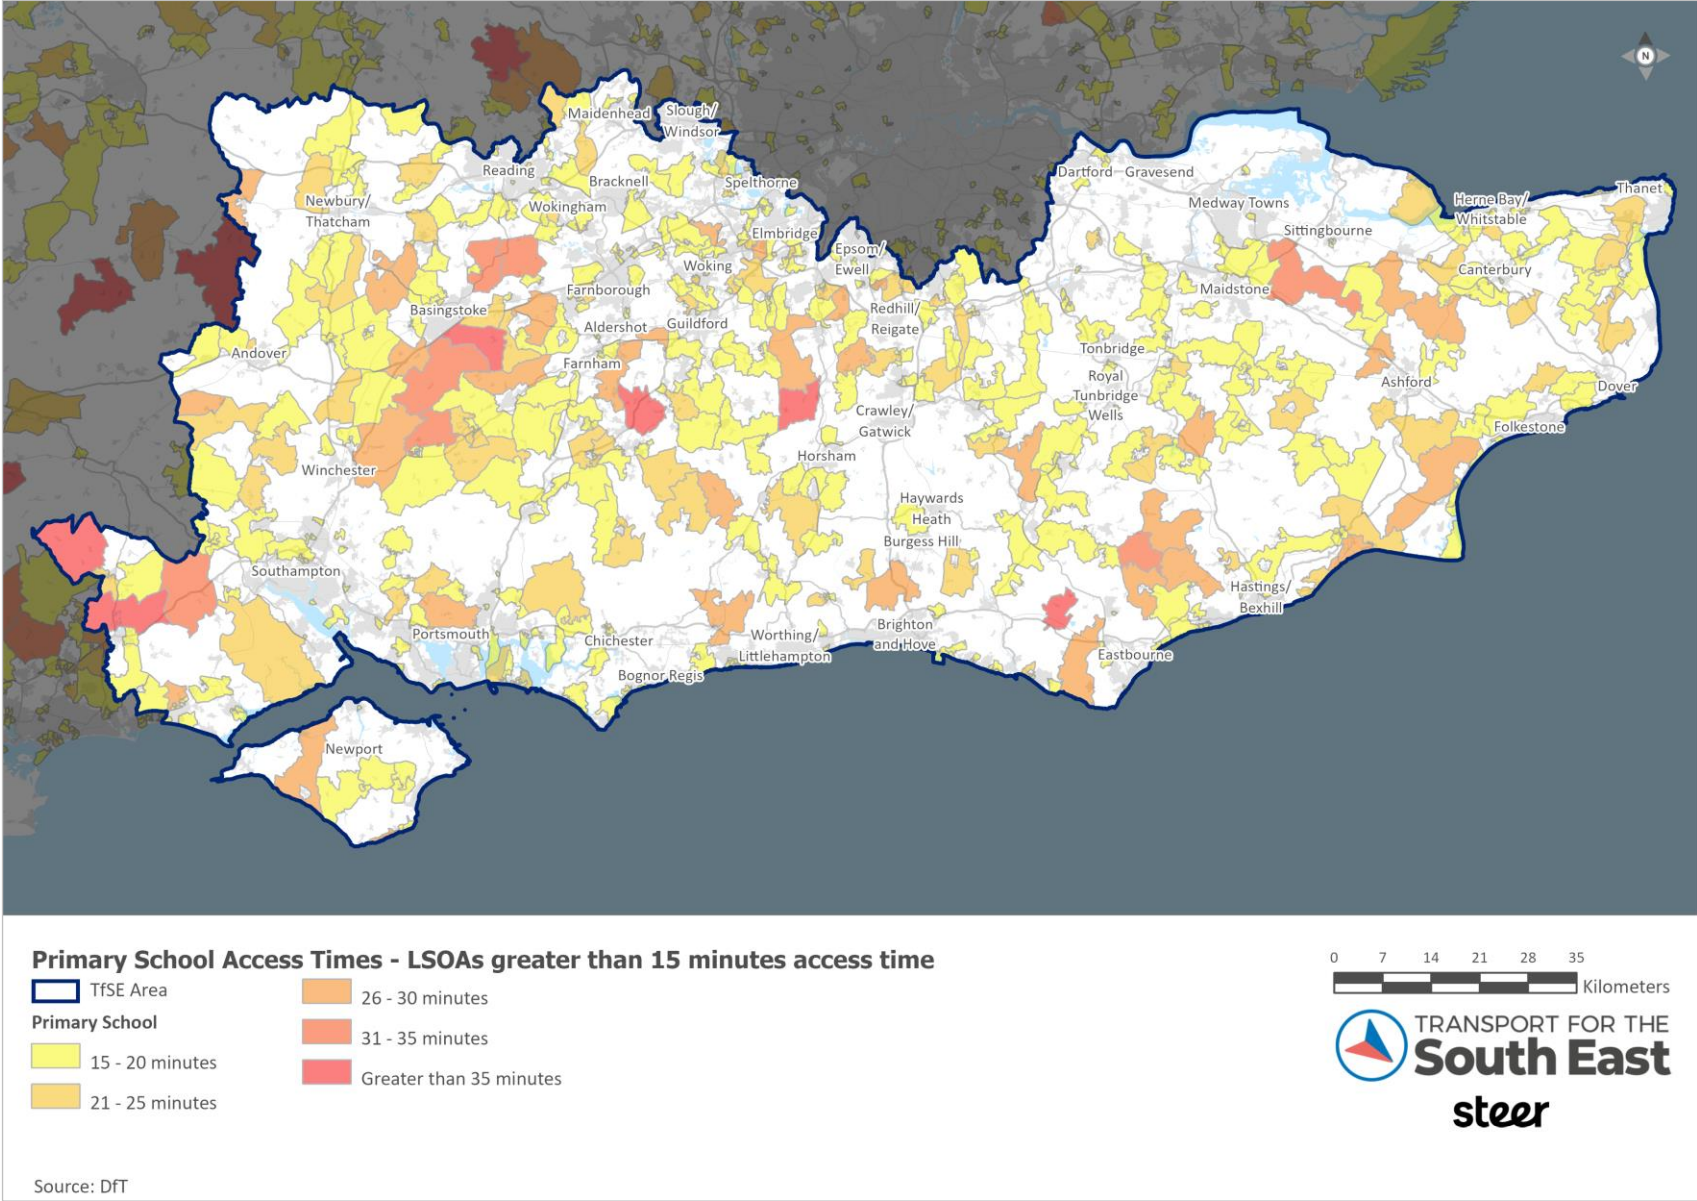 N
Maidenhead
Slough/
Windsor
Reading
Bracknell
Spelthorne
Dartford
Gravesend
Thanet
Newbury/
Thatcham
Wokingham
Medway Towns
Herne Bay/
Whitstable
Elmbridge
Sittingbourne
Epsom/
Ewell
Woking
Canterbury
Farnborough
Maidstone
Basingstoke
Redhill/
Reigate
Aldershot
Guildford
Andover
Farnham
Tonbridge
Royal
Tunbridge
Wells
Ashford
Dover
Crawley/
Gatwick
Folkestone
Horsham
Winchester
Haywards
Heath
Burgess Hill
Southampton
Hastings/
Bexhill
Portsmouth
Chichester
Worthing/
Littlehampton
Brighton
and Hove
Eastbourne
Bognor Regis
Newport
Primary School Access Times - LSOAs greater than 15 minutes access time
TfSE Area
Primary School
15 - 20 minutes
21 - 25 minutes
26 - 30 minutes
31 - 35 minutes
Greater than 35 minutes
0 7 14 21 28 35
Kilometers
TRANSPORT FOR THE
South East
steer
Source: DfT